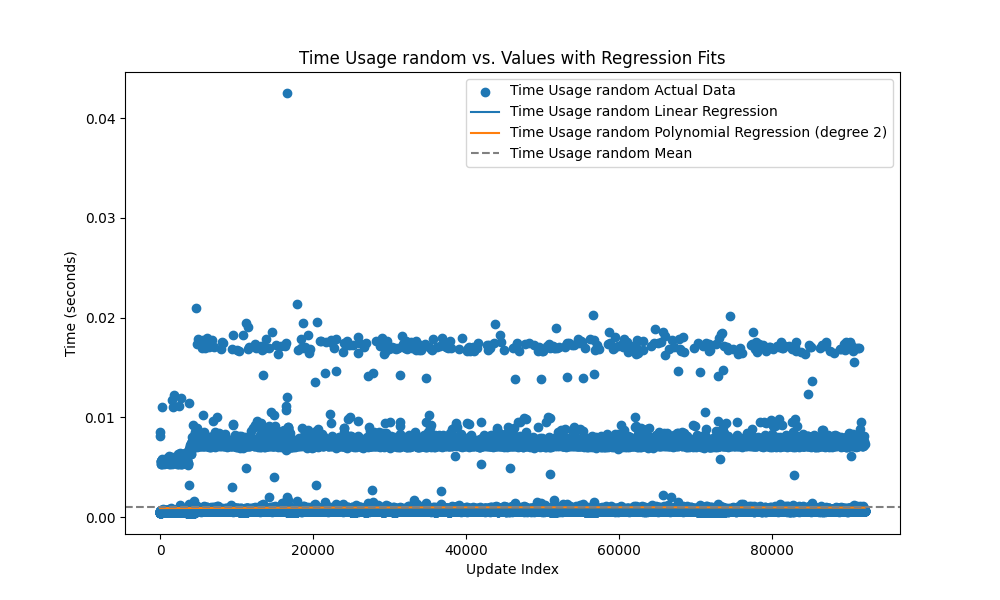 Time Usage random vs. Values with Regression Fits
Time Usage random Actual Data
Time Usage random Linear Regression
Time Usage random Polynomial Regression (degree 2)
Time Usage random Mean
Time (seconds)
0.04
0.03
0.02
0.01
0.00
0
20000
40000
60000
80000
Update Index